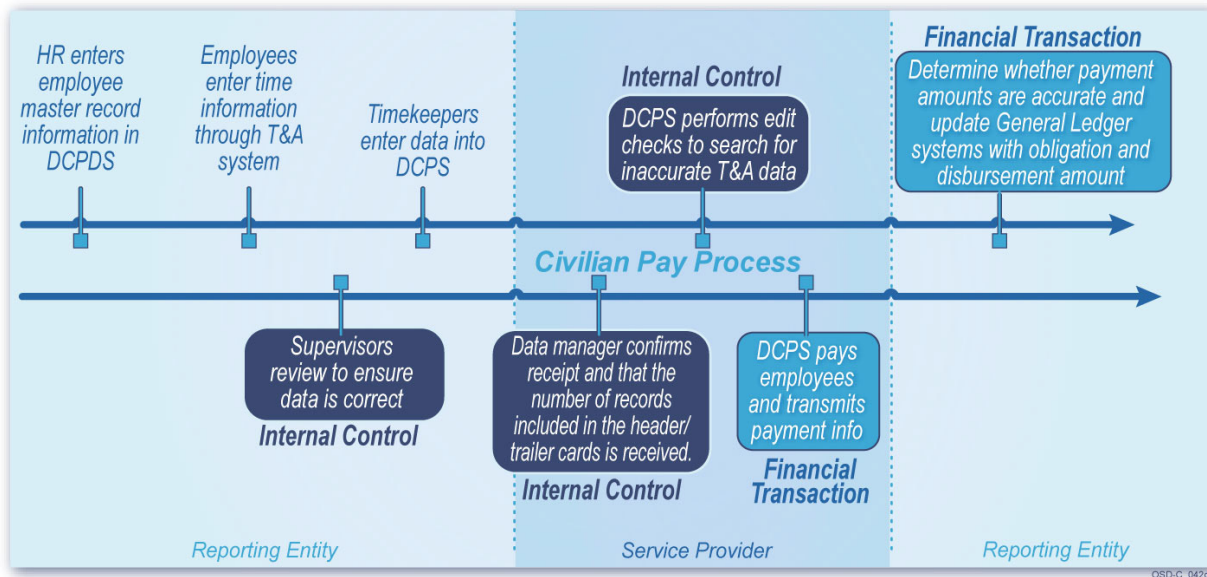 HR enters
employee
master record
information in
DCPDS
Employees
enter time
information
through T&A
system
Timekeepers
enter data into
DCPS
Internal Control
DCPS performs edit
checks to search for
inaccurate T&A data
Financial Transaction
Determine whether payment
amounts are accurate and
update General Ledger
systems with obligation and
disbursement amount
Civilian Pay Process
Supervisors
review to ensure
data is correct
Internal Control
Data manager confirms
receipt and that the
number of records
included in the header/
trailer cards is received.
Internal Control
DCPS pays
employees
and transmits
payment info
Financial
Transaction
Reporting Entity
Service Provider
Reporting Entity